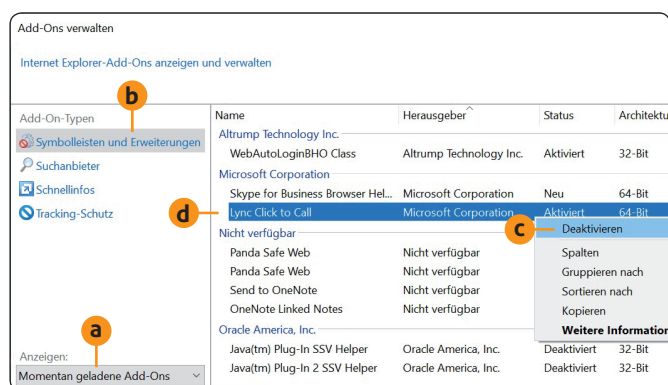 Add-Ons verwalten
Internet Explorer-Add-Ons anzeigen und verwalten
b
Add-On-Typen
Symbolleisten und Erweiterungen
Suchanbieter
Schnellinfos
Tracking-Schutz
Name Herausgeber Status Architektu
Altrump Technology Inc.
WebAutoLoginBHO Class Altrump Technology Inc. Aktiviert 32-Bit
Microsoft Corporation
Skype for Business Browser Hel... Microsoft Corporation Neu 64-Bit
d Lync Click to Call Microsoft Corporation Aktiviert 64-Bit
Nicht verfügbar
c Deaktivieren
Panda Safe Web Nicht verfügbar Spalten
Panda Safe Web Nicht verfügbar Gruppieren nach
Send to OneNote Nicht verfügbar Sortieren nach
OneNote Linked Notes Nicht verfügbar Kopieren
Oracle America, Inc. Weitere Information
a
Anzeigen:
Momentan geladene Add-Ons
Java(tm) Plug-In SSV Helper Oracle America, Inc. Deaktiviert 32-Bit
Java(tm) Plug-In 2 SSV Helper Oracle America, Inc. Deaktiviert 64-Bit